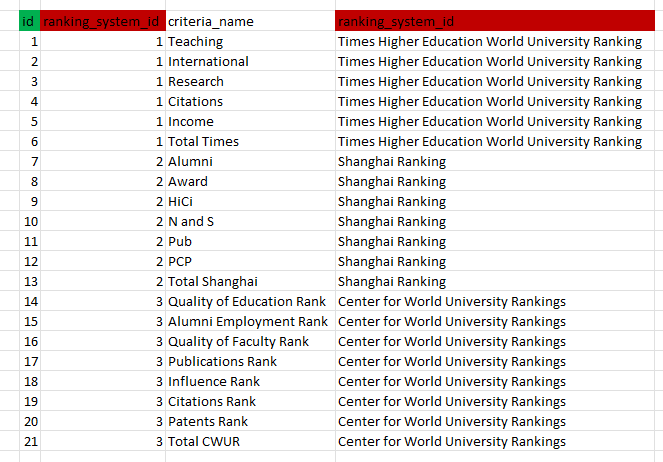 id ranking_system_id criteria_name ranking_system_id
1 1 Teaching Times Higher Education World University Ranking
2 1 International Times Higher Education World University Ranking
3 1 Research Times Higher Education World University Ranking
4 1 Citations Times Higher Education World University Ranking
5 1 Income Times Higher Education World University Ranking
6 1 Total Times Times Higher Education World University Ranking
7 2 Alumni Shanghai Ranking
8 2 Award Shanghai Ranking
9 2 HiCi Shanghai Ranking
10 2 N and S Shanghai Ranking
11 2 Pub Shanghai Ranking
12 2 PCP Shanghai Ranking
13 2 Total Shanghai Shanghai Ranking
14 3 Quality of Education Rank Center for World University Rankings
15 3 Alumni Employment Rank Center for World University Rankings
16 3 Quality of Faculty Rank Center for World University Rankings
17 3 Publications Rank Center for World University Rankings
18 3 Influence Rank Center for World University Rankings
19 3 Citations Rank Center for World University Rankings
20 3 Patents Rank Center for World University Rankings
21 3 Total CWUR Center for World University Rankings